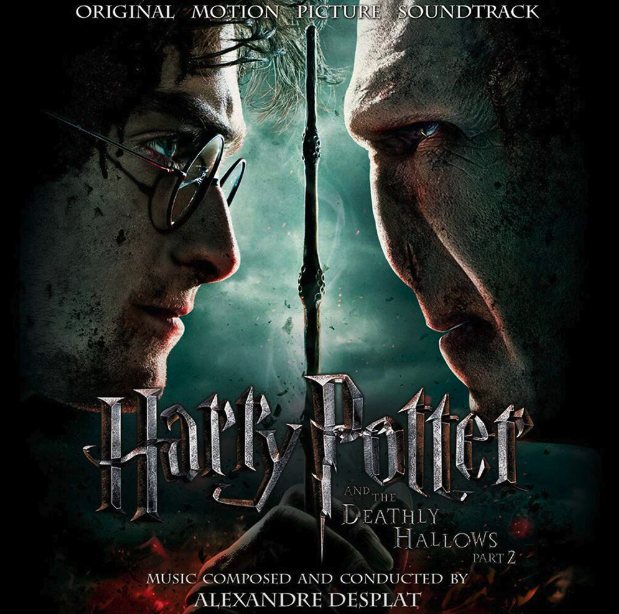 ORIGINAL MOTION PICTURE SOUNDTRACK
Harry Potter
AND THE
DEATHLY
HALLOWS
PART 2
MUSIC COMPOSED AND CONDUCTED BY
ALEXANDRE DESPLAT